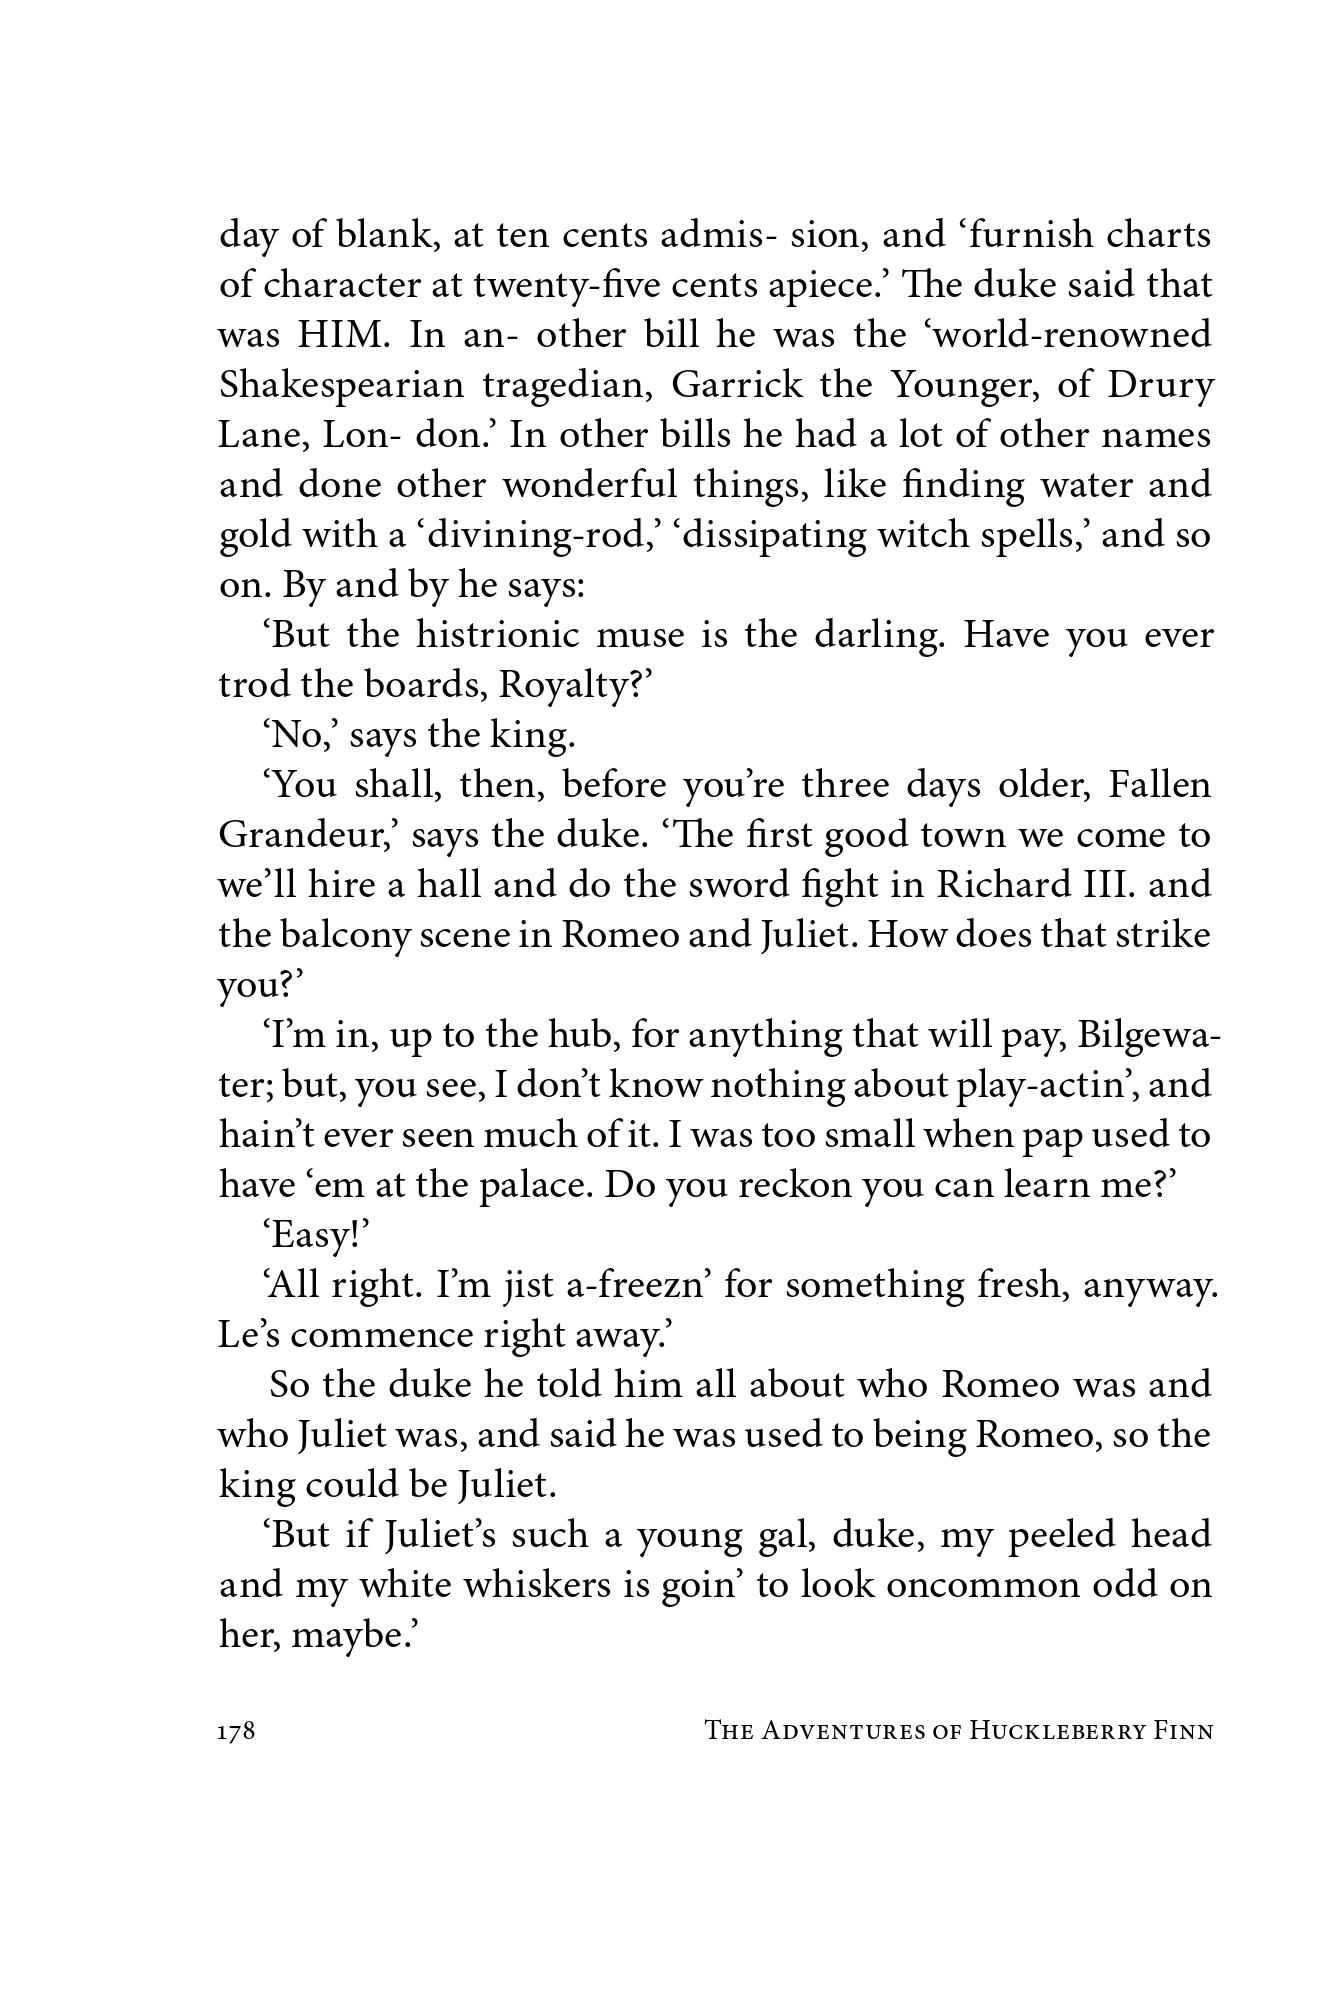 day of blank, at ten cents admis- sion, and ‘furnish charts
of character at twenty-five cents apiece.’ The duke said that
was HIM. In an- other bill he was the ‘world-renowned
Shakespearian tragedian, Garrick the Younger, of Drury
Lane, Lon- don.’ In other bills he had a lot of other names
and done other wonderful things, like finding water and
gold with a ‘divining-rod,’ ‘dissipating witch spells,’ and so
on. By and by he says:
‘But the histrionic muse is the darling. Have you ever
trod the boards, Royalty?’
‘No,’ says the king.
‘You shall, then, before you’re three days older, Fallen
Grandeur,’ says the duke. ‘The first good town we come to
we’ll hire a hall and do the sword fight in Richard III. and
the balcony scene in Romeo and Juliet. How does that strike
you?’
‘I’m in, up to the hub, for anything that will pay, Bilgewa-
ter; but, you see, I don’t know nothing about play-actin’, and
hain’t ever seen much of it. I was too small when pap used to
have ‘em at the palace. Do you reckon you can learn me?’
‘Easy!’
‘All right. I’m jist a-freezn’ for something fresh, anyway.
Le’s commence right away.’
So the duke he told him all about who Romeo was and
who Juliet was, and said he was used to being Romeo, so the
king could be Juliet.
‘But if Juliet’s such a young gal, duke, my peeled head
and my white whiskers is goin’ to look oncommon odd on
her, maybe.’
178 The Adventures of Huckleberry Finn